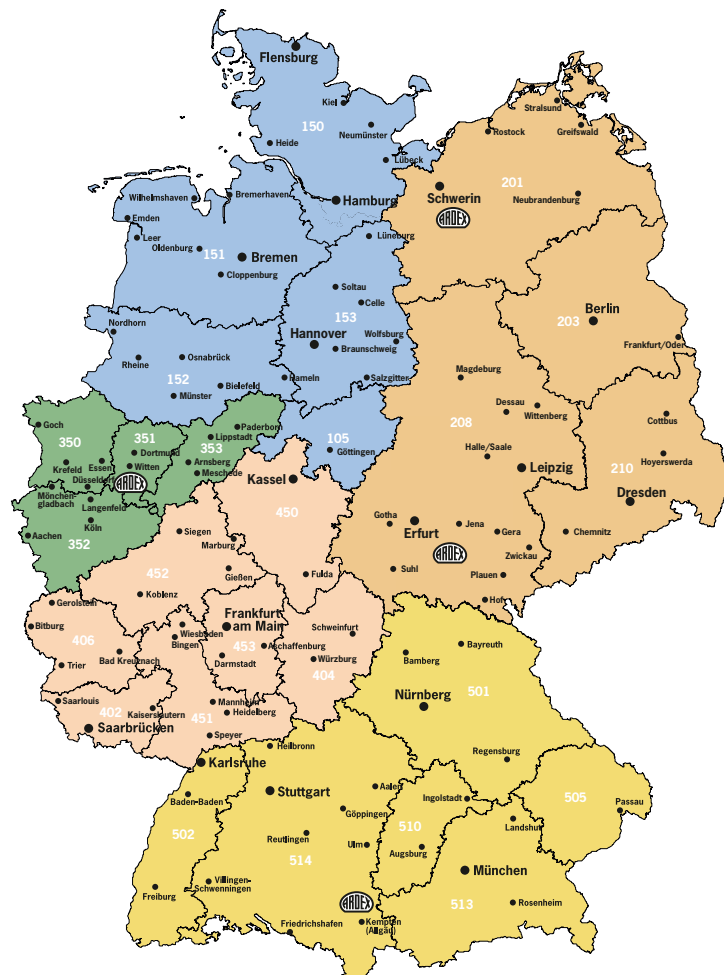 Flensburg
Kiel
150
Neumünster
Heide
Lübeck
Hamburg
Stralsund
Rostock
Greifswald
201
Schwerin
Neubrandenburg
ARDEX
Wilhelmshaven
Bremerhaven
Emden
Leer
Oldenburg
151
Bremen
Cloppenburg
Lüneburg
Soltau
Celle
153
Hannover
Wolfsburg
Braunschweig
Hameln
Salzgitter
Nordhorn
Rheine
Osnabrück
152
Bielefeld
Münster
Berlin
203
Frankfurt/Oder
Magdeburg
Dessau
Wittenberg
208
Halle/Saale
Leipzig
Cottbus
Hoyerswerda
210
Dresden
Chemnitz
Goch
350
Krefeld
Essen
Düsseldorf
351
Dortmund
Witten
ARDEX
Paderborn
Lippstadt
353
Arnsberg
Meschede
105
Göttingen
Mönchen-
gladbach
Langenfeld
Köln
Aachen
352
Kassel
450
Fulda
Siegen
Marburg
452
Gießen
Koblenz
Gotha
Erfurt
Jena
Gera
ARDEX
Zwickau
Suhl
Plauen
Hof
Gerolstein
Bitburg
406
Trier
Bad Kreuznach
Wiesbaden
Bingen
Frankfurt
am Main
453
Darmstadt
Aschaffenburg
Schweinfurt
Würzburg
404
Saarlouis
402
Kaiserslautern
Saarbrücken
451
Mannheim
Heidelberg
Speyer
Bayreuth
Bamberg
Nürnberg
501
Regensburg
Karlsruhe
Baden-Baden
502
Freiburg
Heilbronn
Stuttgart
Aalen
Göppingen
Reutlingen
Ulm
514
Villingen-
Schwenningen
ARDEX
Friedrichshafen
Kempten
(Allgäu)
Ingolstadt
510
Augsburg
505
Passau
Landshut
München
513
Rosenheim